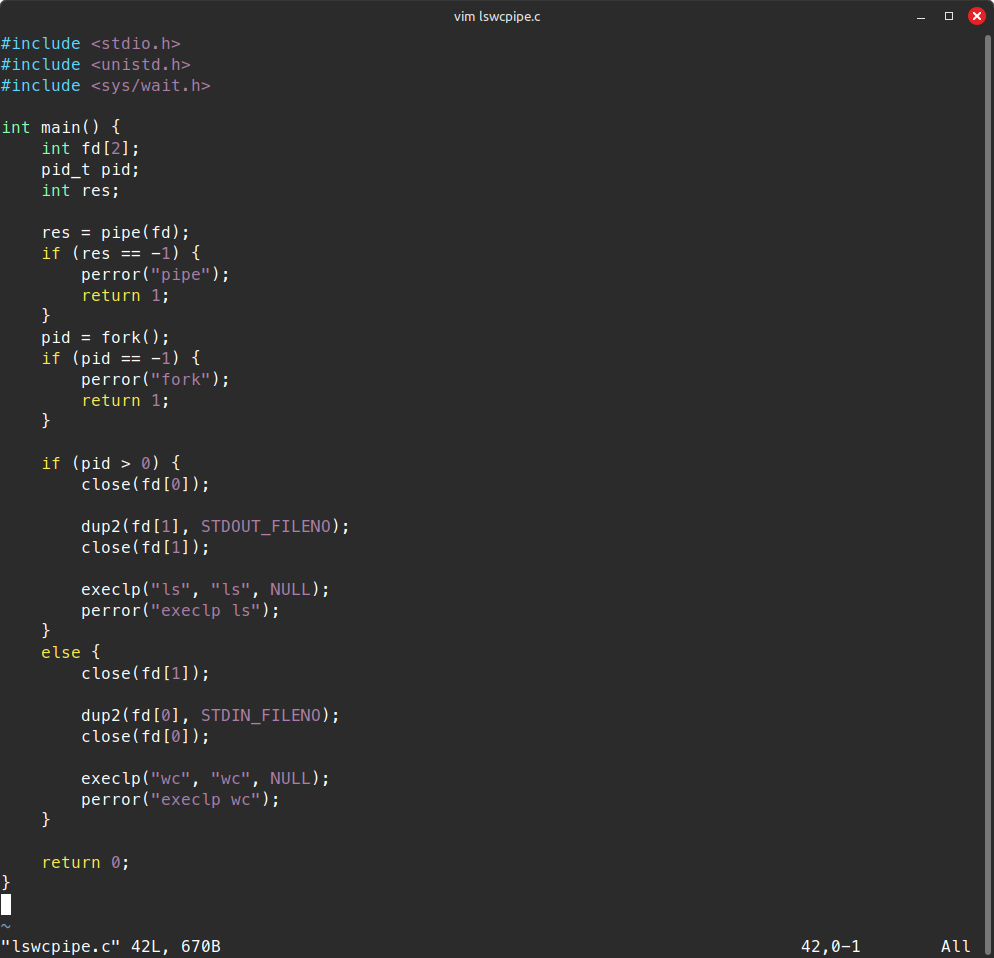 vim lswcpipe.c
#include <stdio.h>
#include <unistd.h>
#include <sys/wait.h>

int main() {
    int fd[2];
    pid_t pid;
    int res;

    res = pipe(fd);
    if (res == -1) {
        perror("pipe");
        return 1;
    }
    pid = fork();
    if (pid == -1) {
        perror("fork");
        return 1;
    }

    if (pid > 0) {
        close(fd[0]);

        dup2(fd[1], STDOUT_FILENO);
        close(fd[1]);

        execlp("ls", "ls", NULL);
        perror("execlp ls");
    }
    else {
        close(fd[1]);

        dup2(fd[0], STDIN_FILENO);
        close(fd[0]);

        execlp("wc", "wc", NULL);
        perror("execlp wc");
    }

    return 0;
}

~
"lswcpipe.c" 42L, 670B 42,0-1 All